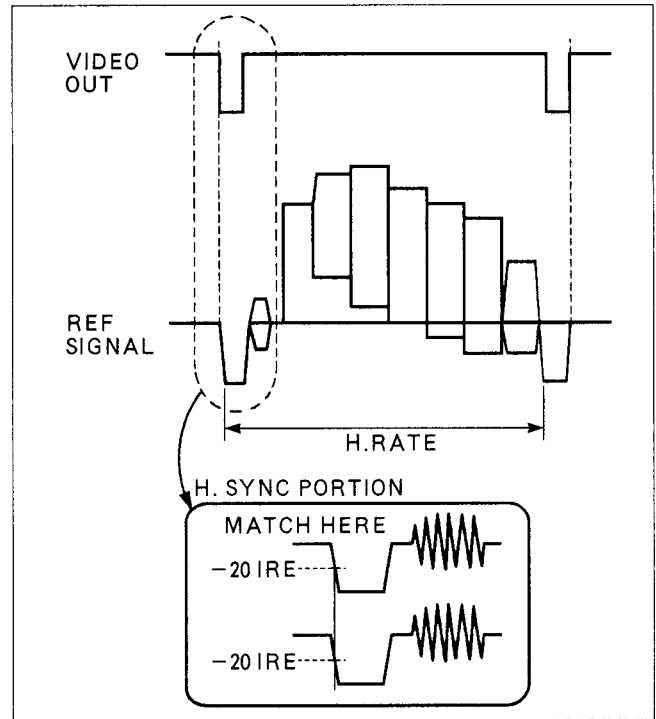 VIDEO
OUT
REF
SIGNAL
H.RATE
H. SYNC PORTION
MATCH HERE
−20 IRE
−20 IRE